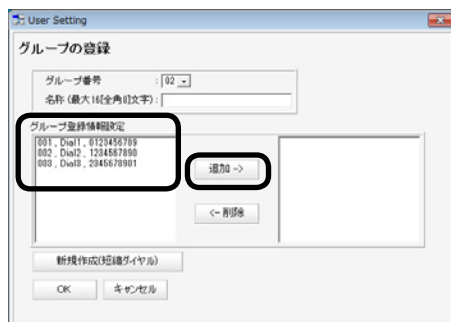 User Setting
グループの登録
グループ番号 : 02
名称 (最大16[全角8]文字) :
グループ登録情報設定
001 , Dial1 , 0123456789
002 , Dial2 , 1234567890
003 , Dial3 , 2345678901
追加 ->
<- 削除
新規作成(短縮ダイヤル)
OK キャンセル